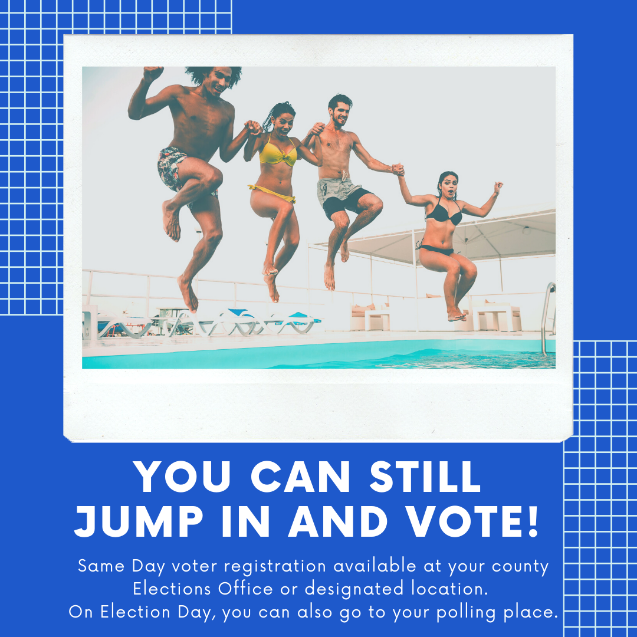 YOU CAN STILL
JUMP IN AND VOTE!
Same Day voter registration available at your county
Elections Office or designated location.
On Election Day, you can also go to your polling place.